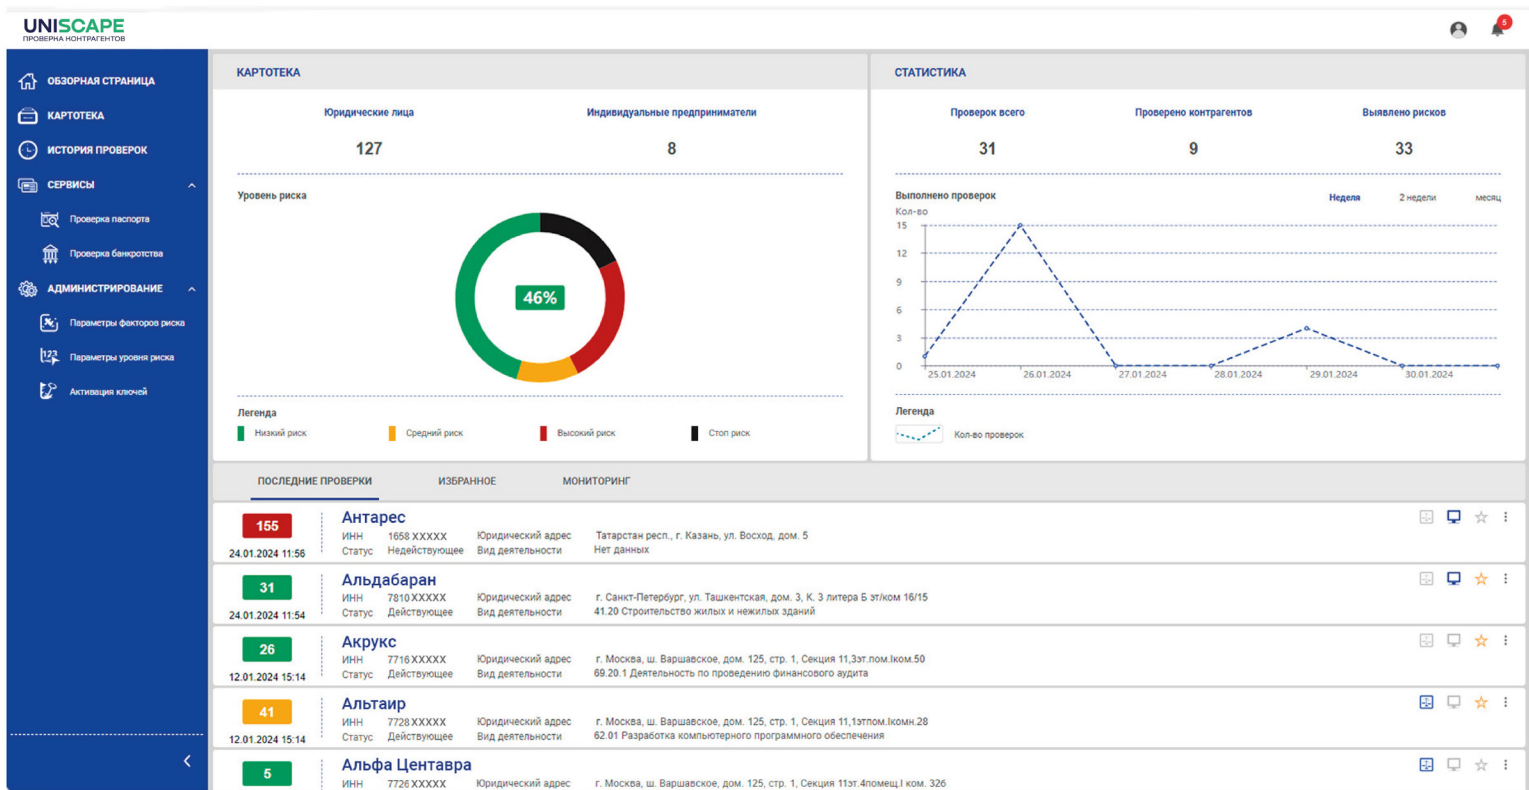 UNISCAPE
ПРОВЕРНА НОНТРАГЕНТОВ
5
ОБЗОРНАЯ СТРАНИЦА
КАРТОТЕКА
ИСТОРИЯ ПРОВЕРОК
СЕРВИСЫ
Проверка паспорта
Проверка банкротства
АДМИНИСТРИРОВАНИЕ
Параметры факторов риска
Параметры уровня риска
Активация ключей
КАРТОТЕКА
Юридические лица Индивидуальные предприниматели
127 8
Уровень риска
46%
Легенда
Низкий риск Средний риск Высокий риск Стоп риск
СТАТИСТИКА
Проверок всего Проверено контрагентов Выявлено рисков
31 9 33
Выполнено проверок Неделя 2 недели месяц
Кол-во
15
12
9
6
3
0
25.01.2024 26.01.2024 27.01.2024 28.01.2024 29.01.2024 30.01.2024
Легенда
Кол-во проверок
ПОСЛЕДНИЕ ПРОВЕРКИ ИЗБРАННОЕ МОНИТОРИНГ
155 Антарес
ИНН 1658 XXXXX Юридический адрес Татарстан респ., г. Казань, ул. Восход, дом. 5
24.01.2024 11:56 Статус Недействующее Вид деятельности Нет данных
31 Альдабаран
ИНН 7810 XXXXX Юридический адрес г. Санкт-Петербург, ул. Ташкентская, дом. 3, К. 3 литера Б эт/ком 16/15
24.01.2024 11:54 Статус Действующее Вид деятельности 41.20 Строительство жилых и нежилых зданий
26 Акрукс
ИНН 7716 XXXXX Юридический адрес г. Москва, ш. Варшавское, дом. 125, стр. 1, Секция 11,3эт.пом.Iком.50
12.01.2024 15:14 Статус Действующее Вид деятельности 69.20.1 Деятельность по проведению финансового аудита
41 Альтаир
ИНН 7728 XXXXX Юридический адрес г. Москва, ш. Варшавское, дом. 125, стр. 1, Секция 11,1этпом.Iкомн.28
12.01.2024 15:14 Статус Действующее Вид деятельности 62.01 Разработка компьютерного программного обеспечения
5 Альфа Центавра
ИНН 7726 XXXXX Юридический адрес г. Москва, ш. Варшавское, дом. 125, стр. 1, Секция 11эт.4помещ.I ком. 326